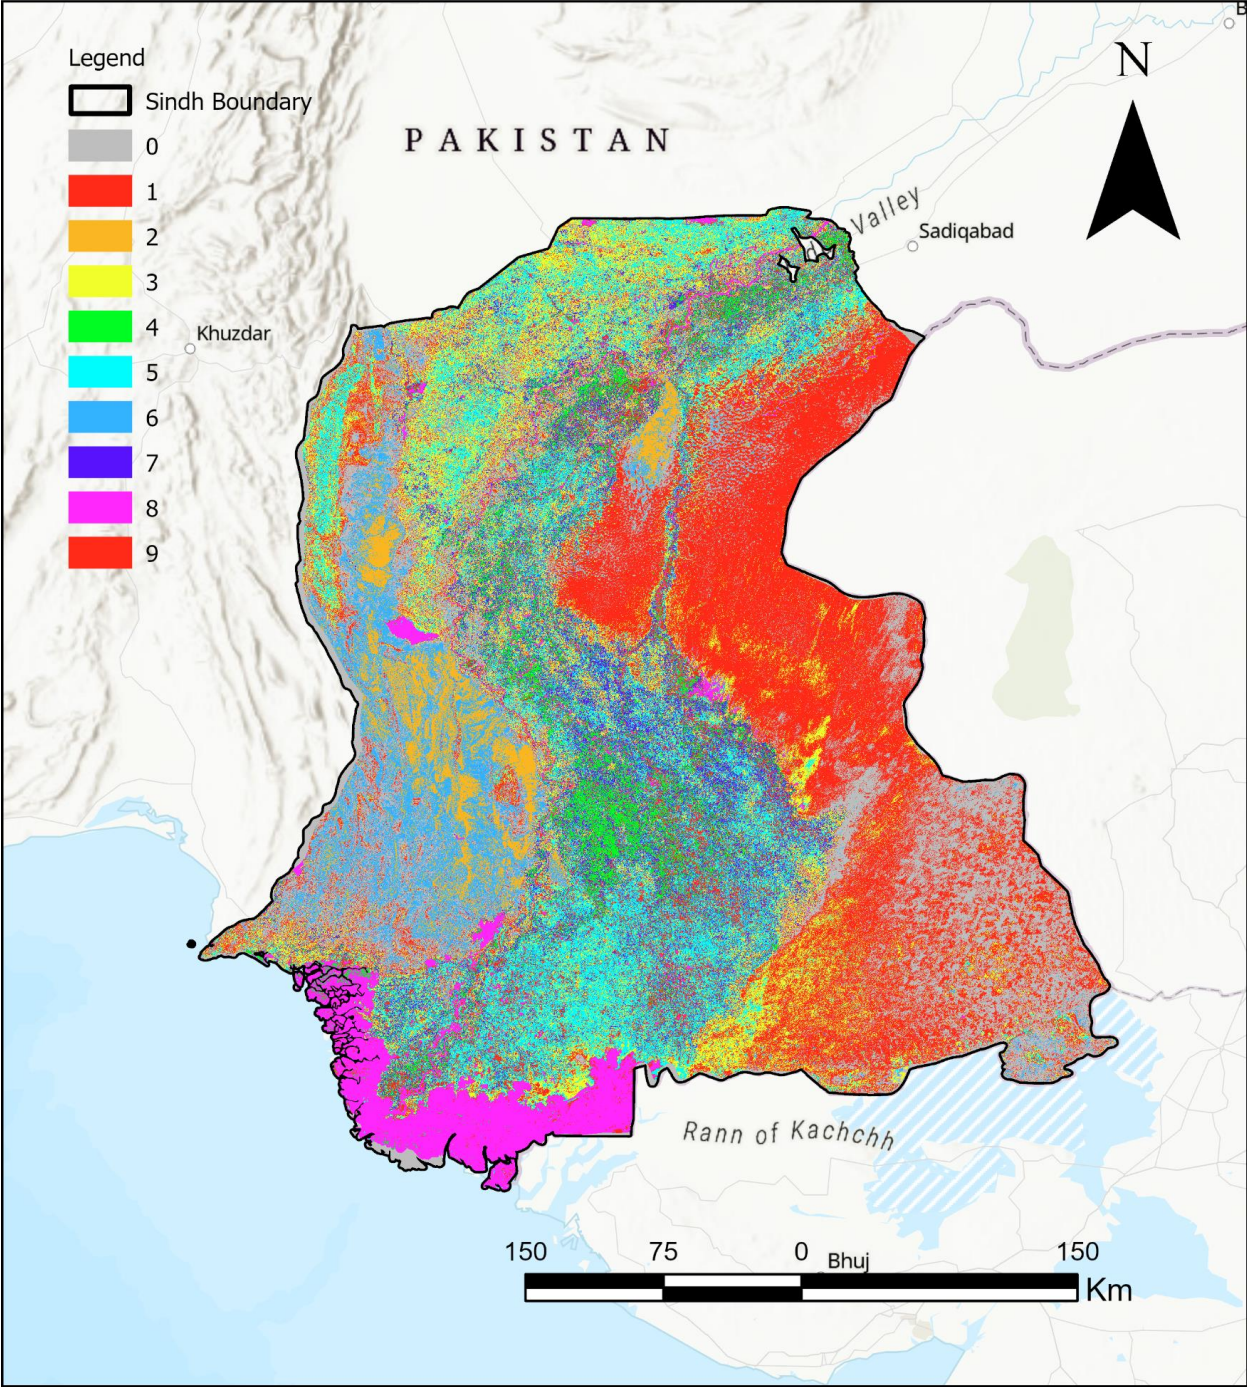 Legend
Sindh Boundary
0
1
2
3
4
5
6
7
8
9
PAKISTAN
N
B
Valley
Sadiqabad
Khuzdar
Rann of Kachchh
150 75 0 150
Bhuj
Km